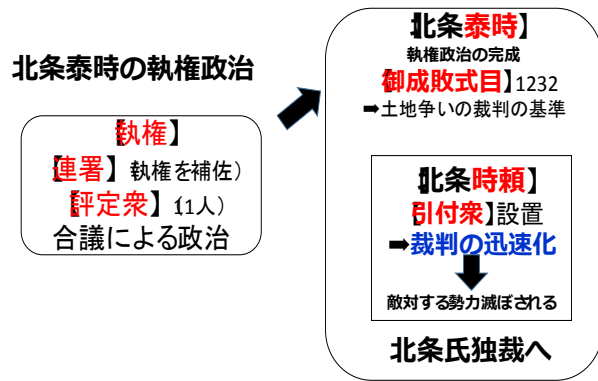 北条泰時の執権政治
【執権】
【連署】（執権を補佐）
【評定衆】（11人）
合議による政治
【北条泰時】
執権政治の完成
【御成敗式目】1232
➡土地争いの裁判の基準
【北条時頼】
【引付衆】設置
➡裁判の迅速化
敵対する勢力滅ぼされる
北条氏独裁へ